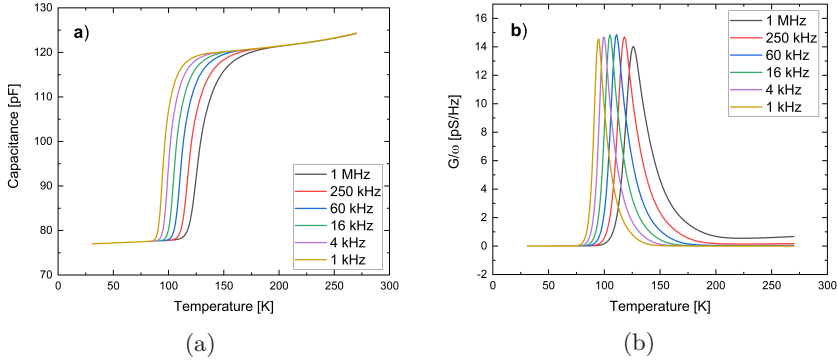 a)
130
120
110
100
90
80
70
0
50
100
150
200
250
300
Capacitance [pF]
Temperature [K]
1 MHz
250 kHz
60 kHz
16 kHz
4 kHz
1 kHz
(a)
b)
16
14
12
10
8
6
4
2
0
-2
0
50
100
150
200
250
300
G/ω [pS/Hz]
Temperature [K]
1 MHz
250 kHz
60 kHz
16 kHz
4 kHz
1 kHz
(b)